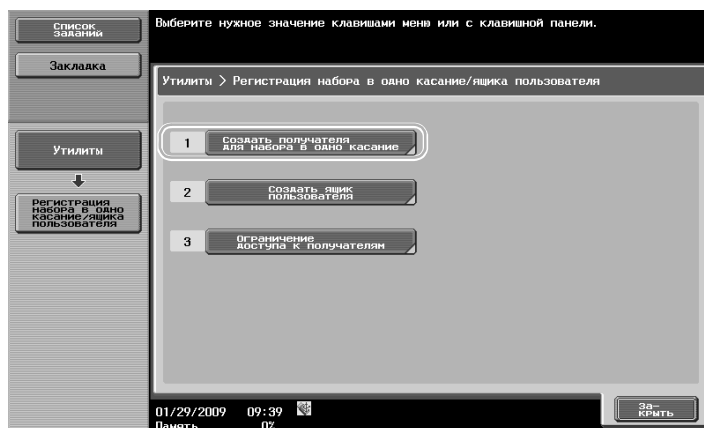 Список
заданий
Выберите нужное значение клавишами меню или с клавишной панели.
Закладка
Утилиты > Регистрация набора в одно касание/ящика пользователя
1 Создать получателя
для набора в одно касание
Утилиты
2 Создать ящик
пользователя
Регистрация
набора в одно
касание/ящика
пользователя
3 Ограничение
доступа к получателям
01/29/2009 09:39
Память 0%
За-
крыть